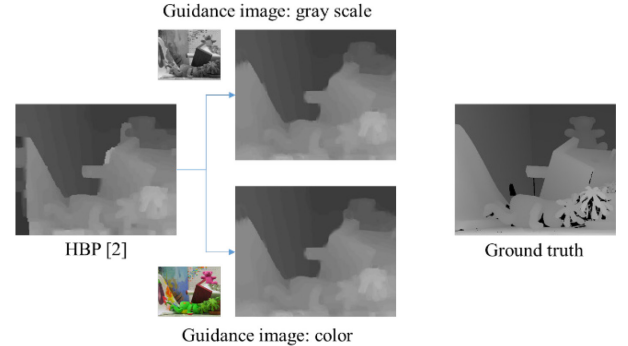 Guidance image: gray scale
HBP [2]
Ground truth
Guidance image: color